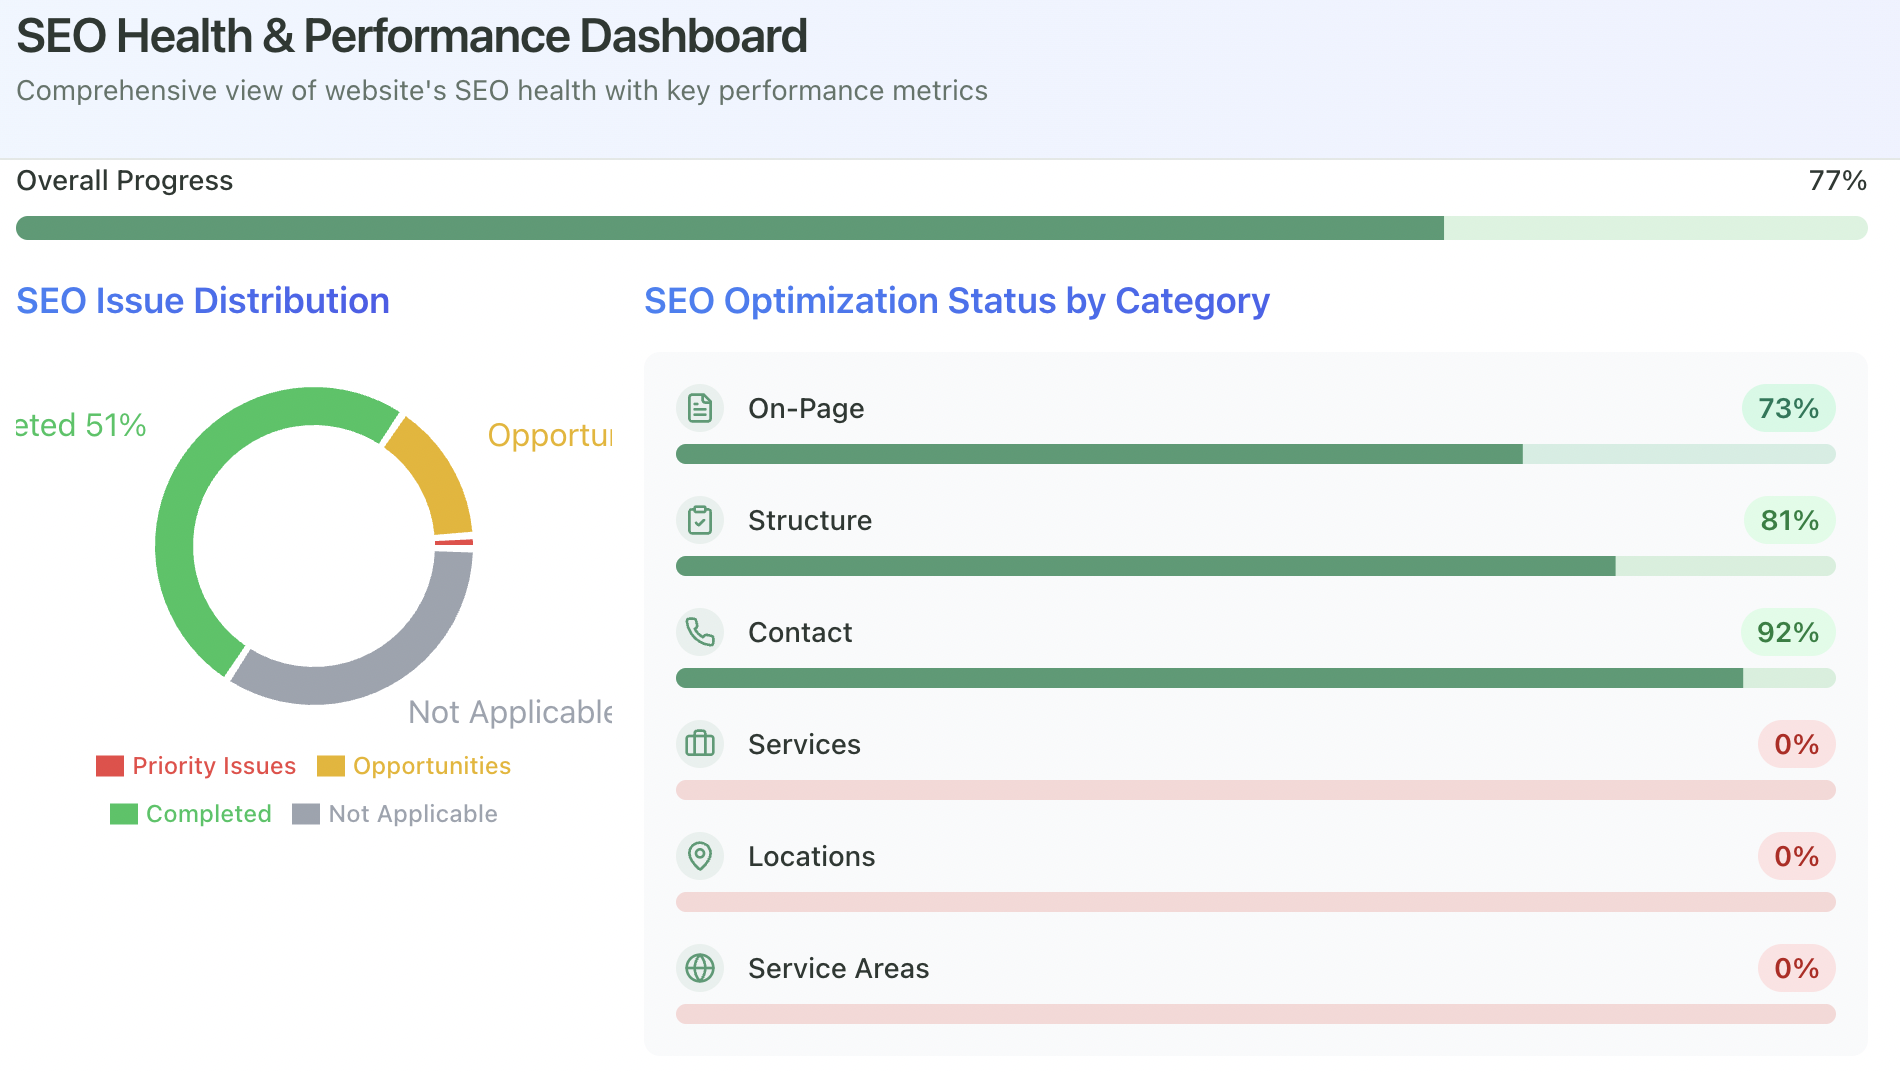 SEO Health & Performance Dashboard
Comprehensive view of website's SEO health with key performance metrics
Overall Progress
77%
SEO Issue Distribution
eted 51%
Opportu
Not Applicable
Priority Issues
Opportunities
Completed
Not Applicable
SEO Optimization Status by Category
On-Page
73%
Structure
81%
Contact
92%
Services
0%
Locations
0%
Service Areas
0%